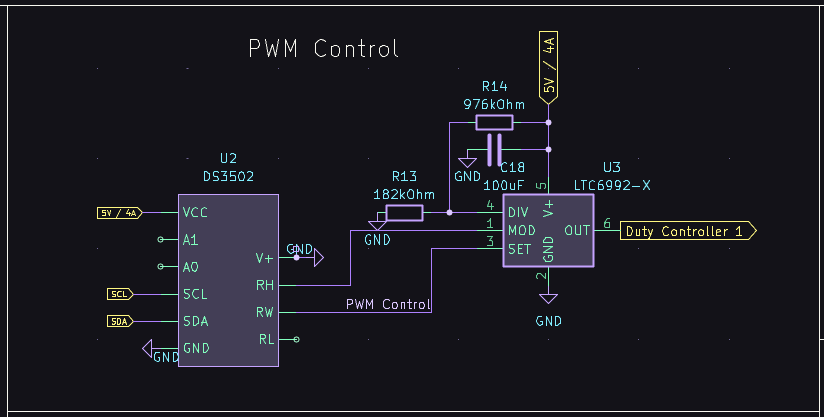 PWM Control
5V / 4A
R14
976kOhm
GND
C18
100uF
U3
LTC6992-X
U2
DS3502
R13
182kOhm
GND
5V / 4A
VCC
A1
A0
SCL
SCL
SDA
SDA
GND
GND
V+
GND
RH
RW
RL
PWM Control
5
4
DIV
V+
1
MOD
3
SET
GND
OUT
6
Duty Controller 1
2
GND